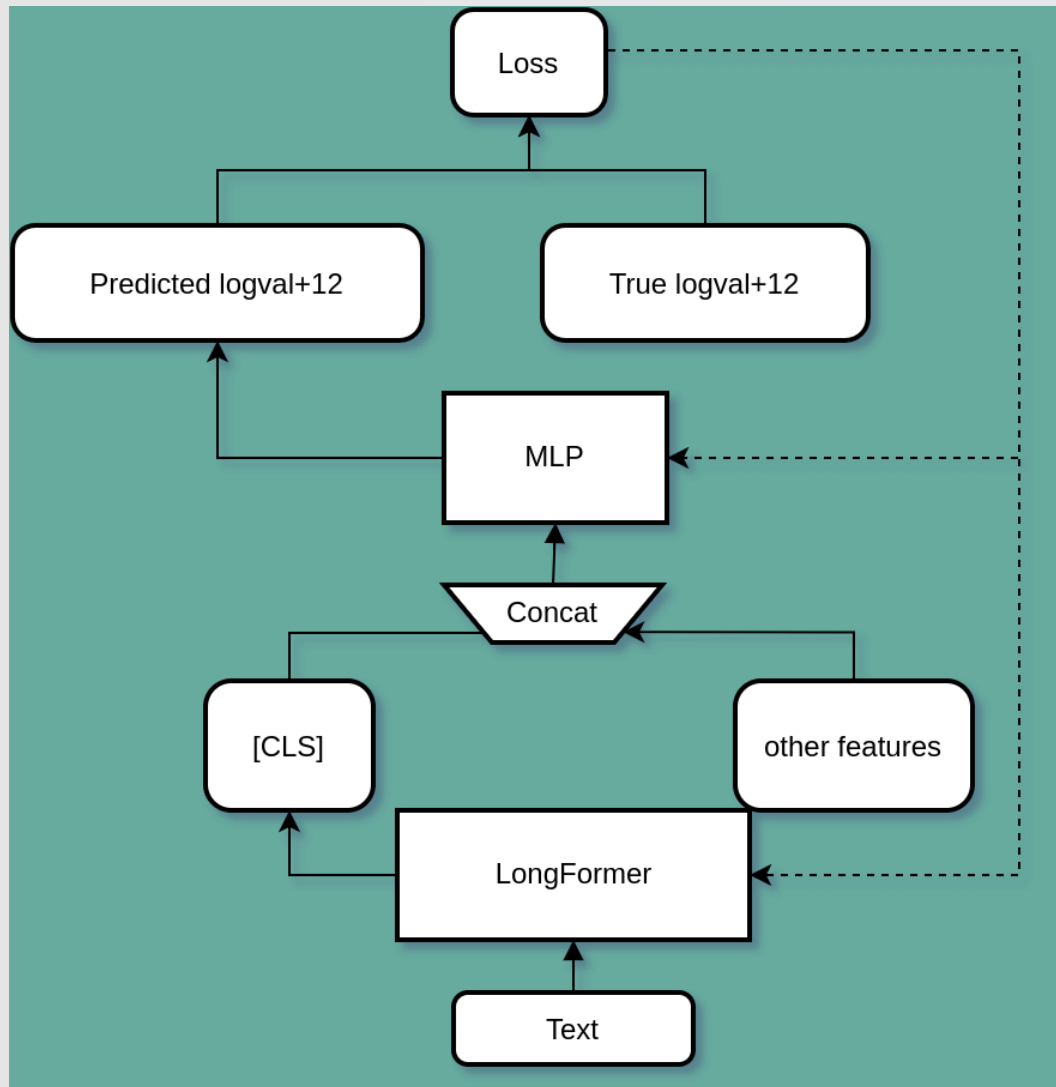 Loss
Predicted logval+12
True logval+12
MLP
Concat
[CLS]
other features
LongFormer
Text